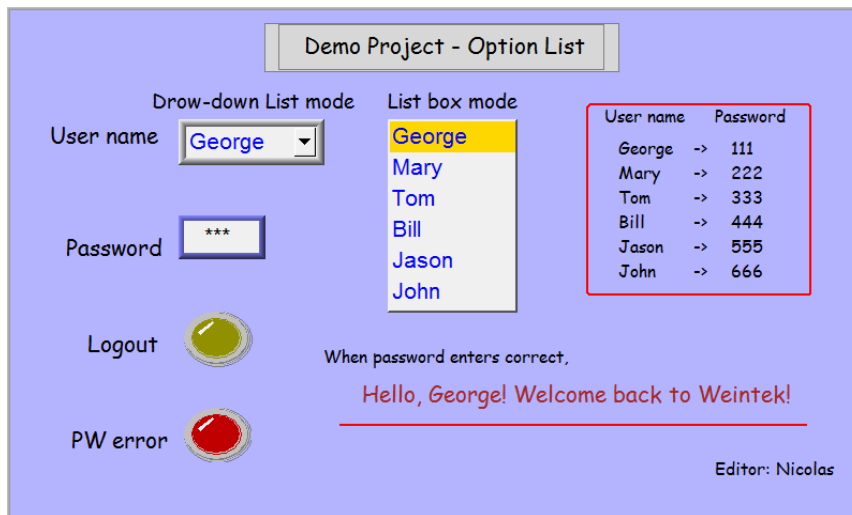 Demo Project - Option List
Drow-down List mode
User name
George
List box mode
George
Mary
Tom
Bill
Jason
John
User name Password
George -> 111
Mary -> 222
Tom -> 333
Bill -> 444
Jason -> 555
John -> 666
Password
***
Logout
When password enters correct,
Hello, George! Welcome back to Weintek!
PW error
Editor: Nicolas